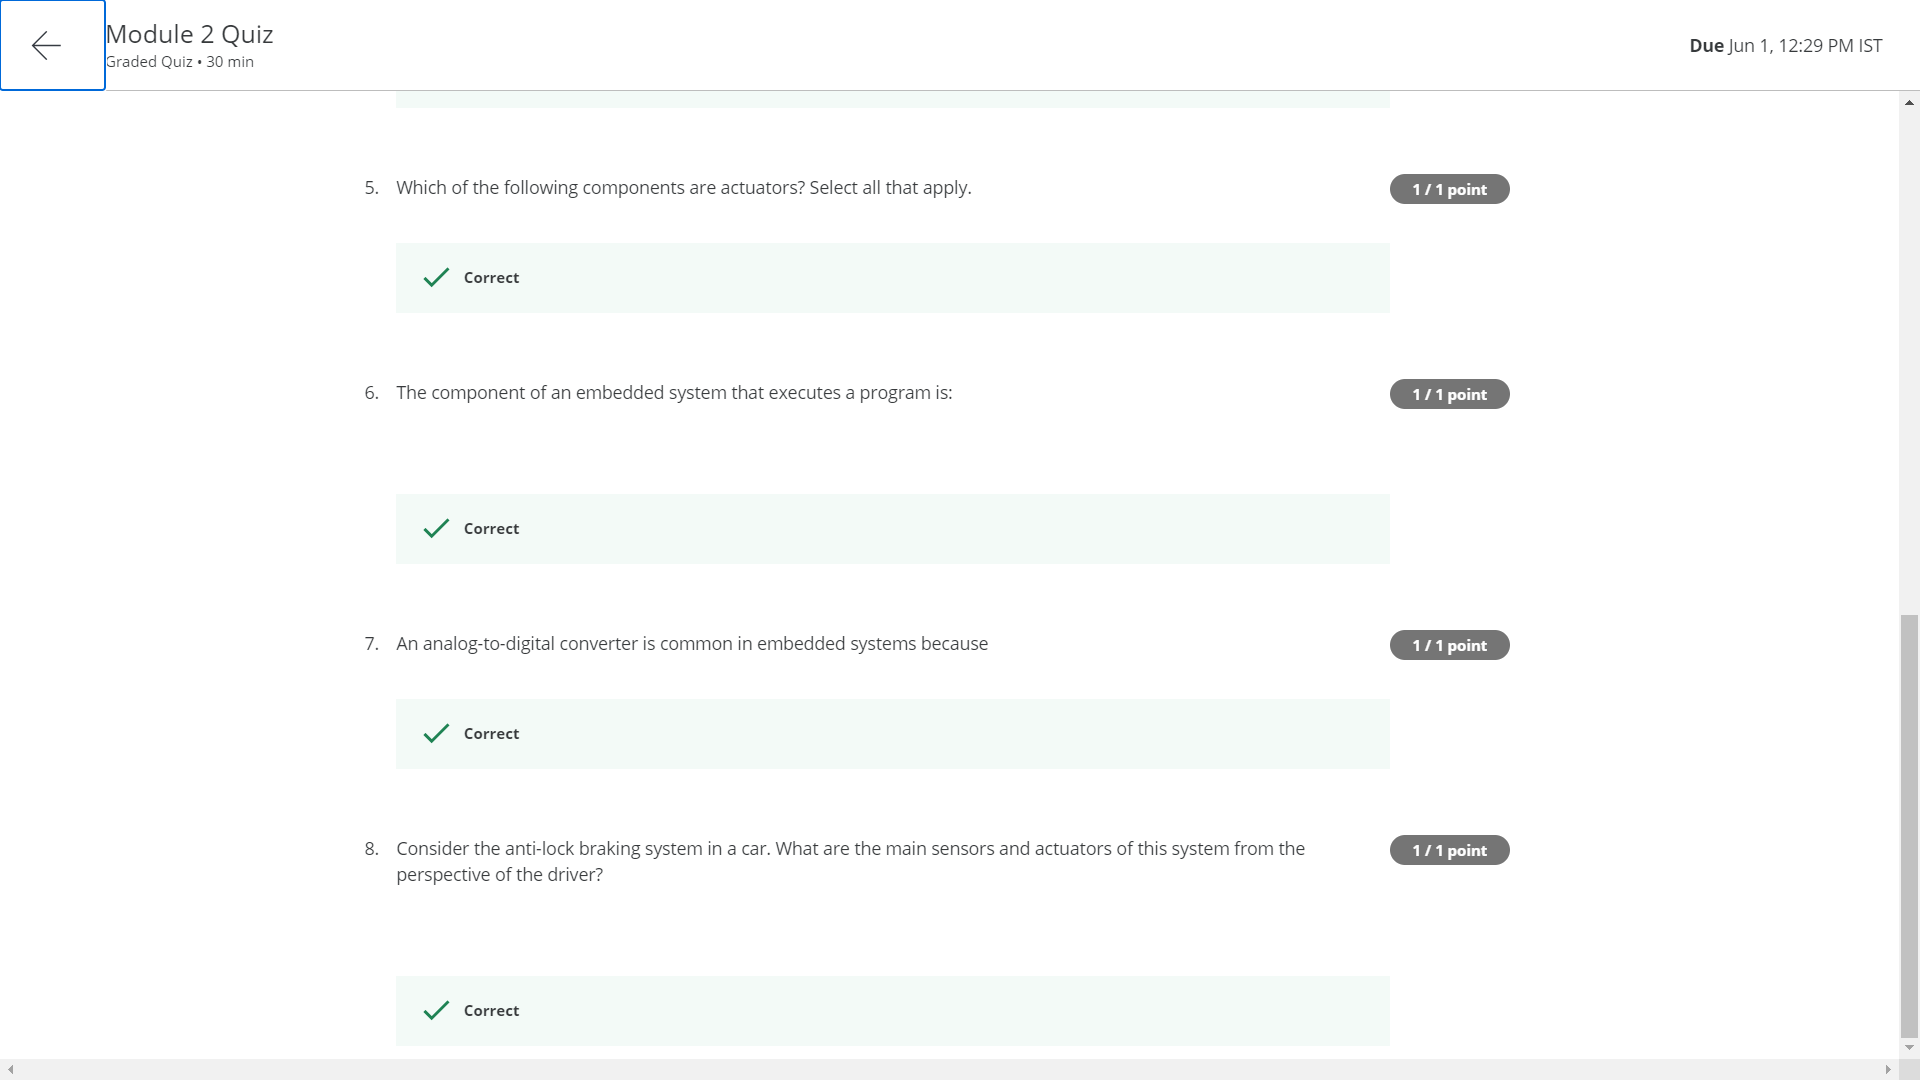 Module 2 Quiz
Graded Quiz • 30 min
Due Jun 1, 12:29 PM IST
5. Which of the following components are actuators? Select all that apply.
1 / 1 point
Correct
6. The component of an embedded system that executes a program is:
1 / 1 point
Correct
7. An analog-to-digital converter is common in embedded systems because
1 / 1 point
Correct
8. Consider the anti-lock braking system in a car. What are the main sensors and actuators of this system from the
perspective of the driver?
1 / 1 point
Correct